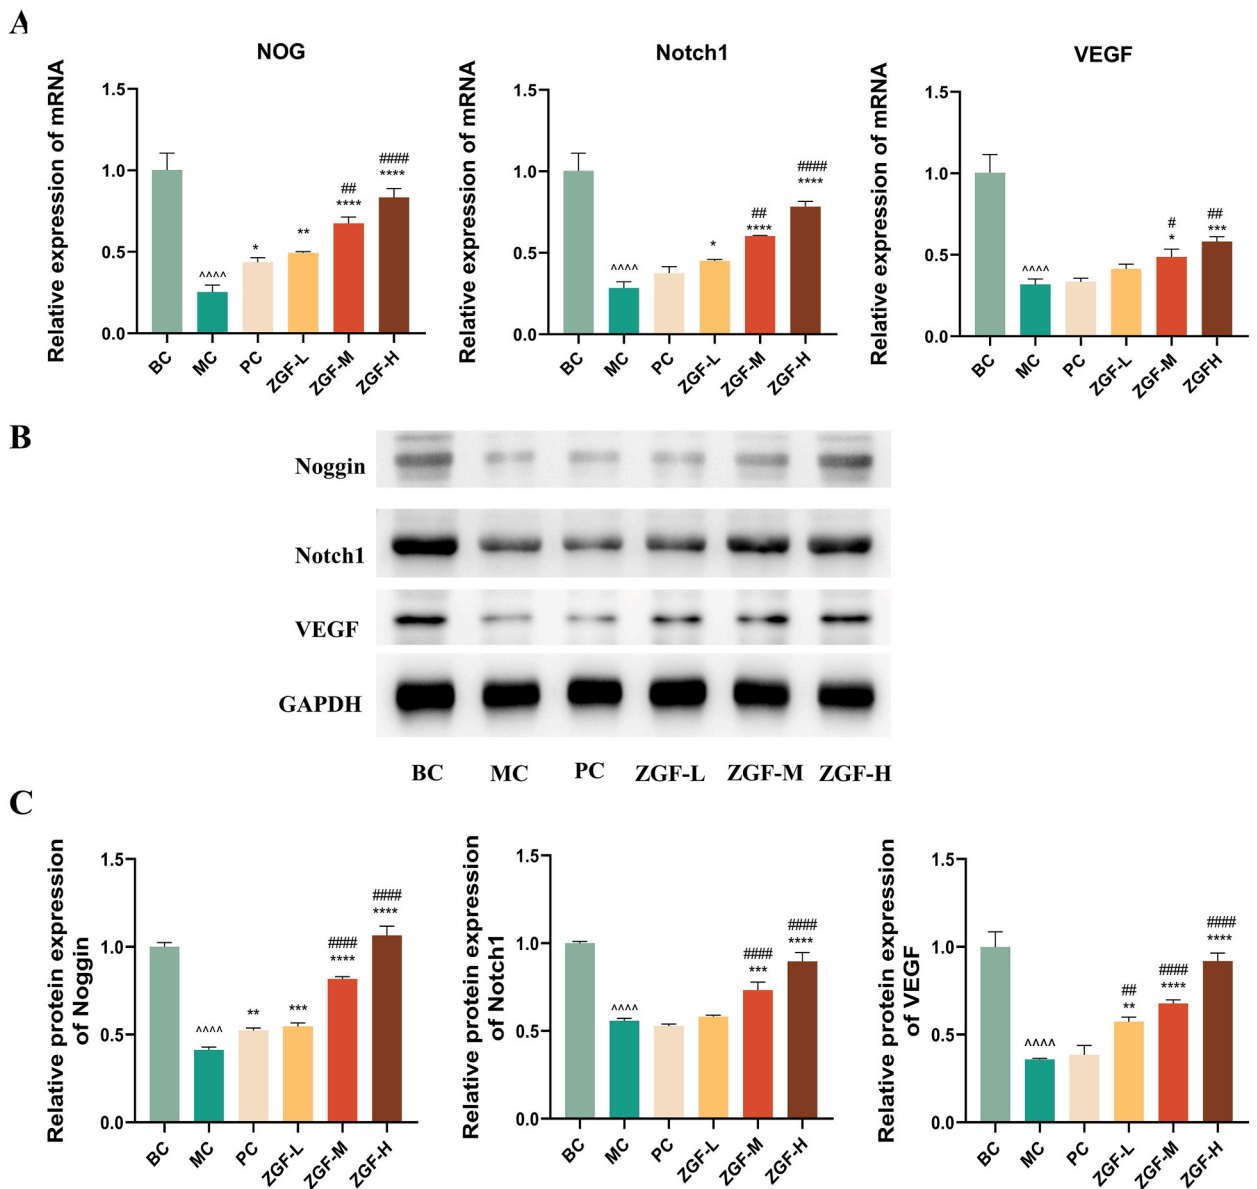 A
NOG
Relative expression of mRNA
1.5
1.0
0.5
0.0
^^^^
*
**
##
****
####
****
BC
MC
PC
ZGF-L
ZGF-M
ZGF-H
Notch1
Relative expression of mRNA
1.5
1.0
0.5
0.0
^^^^
*
##
****
####
****
BC
MC
PC
ZGF-L
ZGF-M
ZGF-H
VEGF
Relative expression of mRNA
1.5
1.0
0.5
0.0
^^^^
#
*
##
***
BC
MC
PC
ZGF-L
ZGF-M
ZGFH
B
Noggin
Notch1
VEGF
GAPDH
BC MC PC ZGF-L ZGF-M ZGF-H
C
Relative protein expression
of Noggin
1.5
1.0
0.5
0.0
^^^^
**
***
####
****
####
****
BC
MC
PC
ZGF-L
ZGF-M
ZGF-H
Relative protein expression
of Notch1
1.5
1.0
0.5
0.0
^^^^
####
***
####
****
BC
MC
PC
ZGF-L
ZGF-M
ZGF-H
Relative protein expression
of VEGF
1.5
1.0
0.5
0.0
^^^^
##
**
####
****
####
****
BC
MC
PC
ZGF-L
ZGF-M
ZGF-H